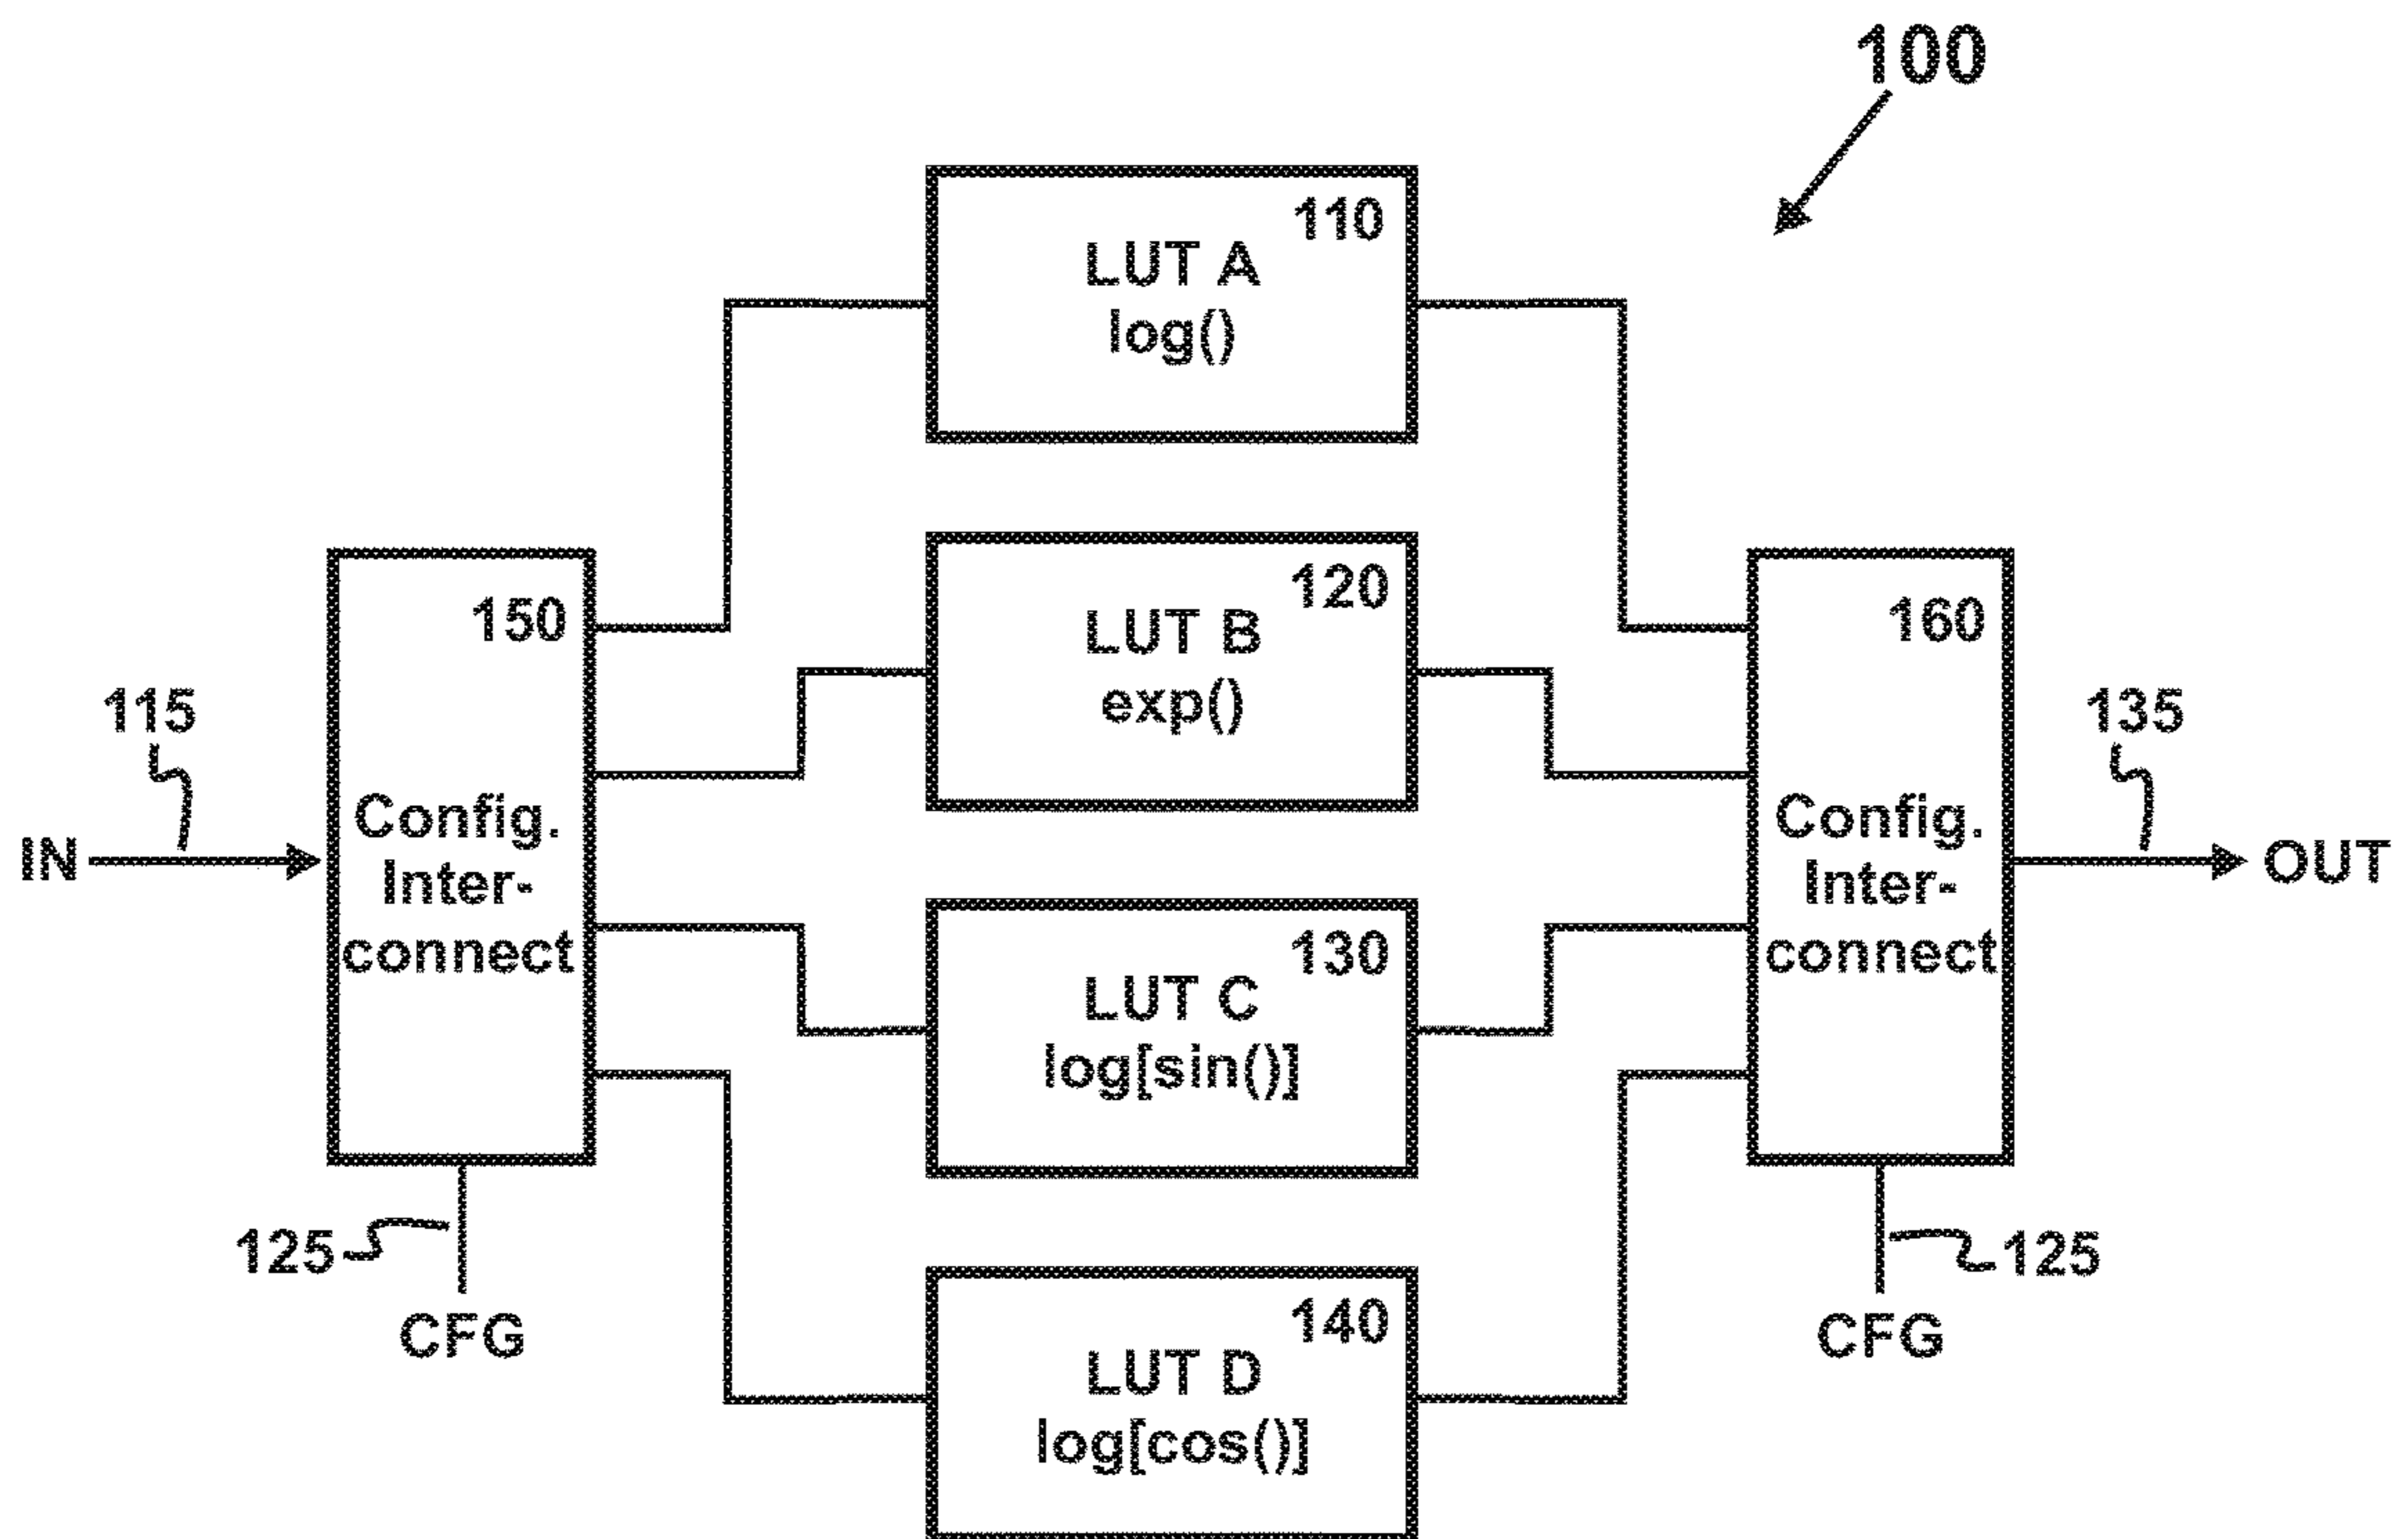 100
110
LUT A
log()
120
LUT B
exp()
150
Config.
Inter-
connect
160
Config.
Inter-
connect
115
IN
135
OUT
130
LUT C
log[sin()]
125
CFG
125
CFG
140
LUT D
log[cos()]